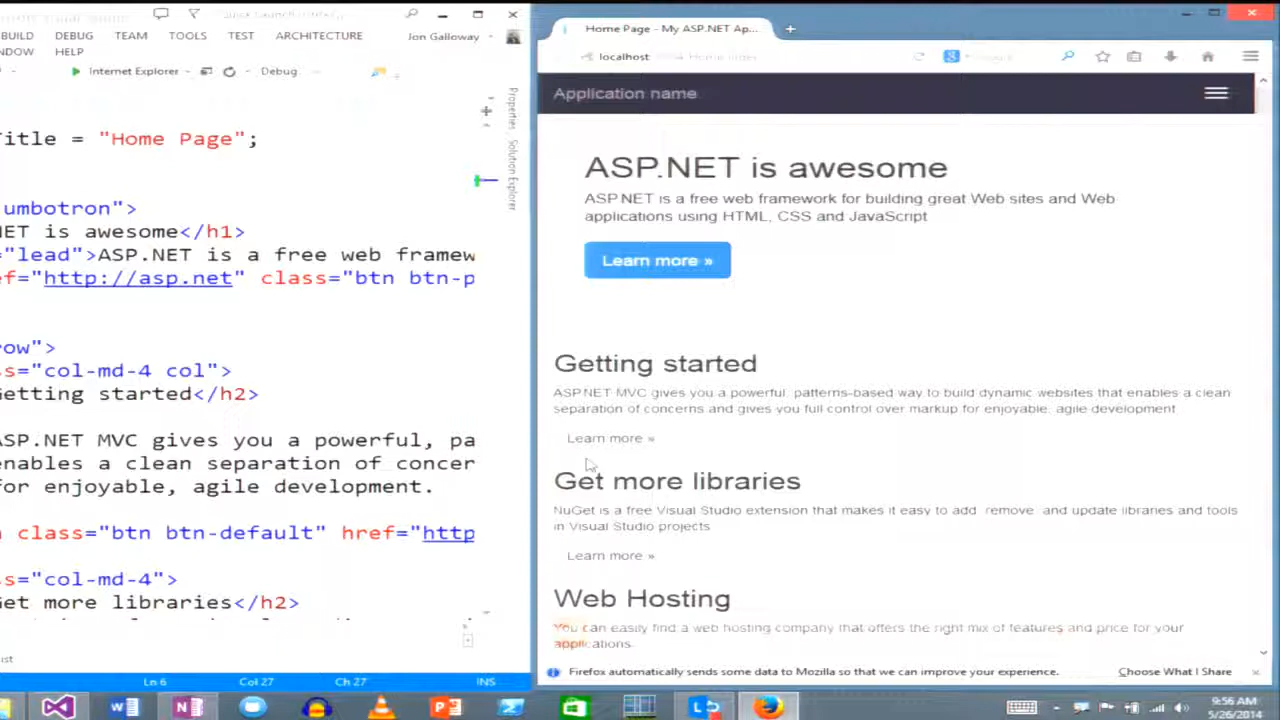 BUILD DEBUG TEAM TOOLS TEST ARCHITECTURE Jon Galloway
NDOW HELP
Internet Explorer Debug
Title = "Home Page";
umbotron">
NET is awesome</h1>
="lead">ASP.NET is a free web framew
ef="http://asp.net" class="btn btn-p
row">
s="col-md-4 col">
Getting started</h2>
ASP.NET MVC gives you a powerful, pa
enables a clean separation of concer
for enjoyable, agile development.
class="btn btn-default" href="http
s="col-md-4">
Get more libraries</h2>
ist
Ln 6 Col 27 Ch 27 INS
Properties
Solution Explorer
Home Page - My ASP.NET Ap...
localhost
Application name
ASP.NET is awesome
ASP.NET is a free web framework for building great Web sites and Web
applications using HTML, CSS and JavaScript
Learn more »
Getting started
ASP.NET MVC gives you a powerful, patterns-based way to build dynamic websites that enables a clean
separation of concerns and gives you full control over markup for enjoyable, agile development.
Learn more »
Get more libraries
NuGet is a free Visual Studio extension that makes it easy to add, remove, and update libraries and tools
in Visual Studio projects
Learn more »
Web Hosting
You can easily find a web hosting company that offers the right mix of features and price for your
applications.
Firefox automatically sends some data to Mozilla so that we can improve your experience. Choose What I Share
9:56 AM
5/26/2014